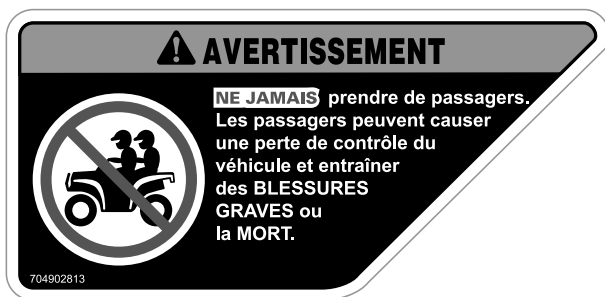 AVERTISSEMENT
NE JAMAIS prendre de passagers.
Les passagers peuvent causer
une perte de contrôle du
véhicule et entraîner
des BLESSURES
GRAVES ou
la MORT.
704902813